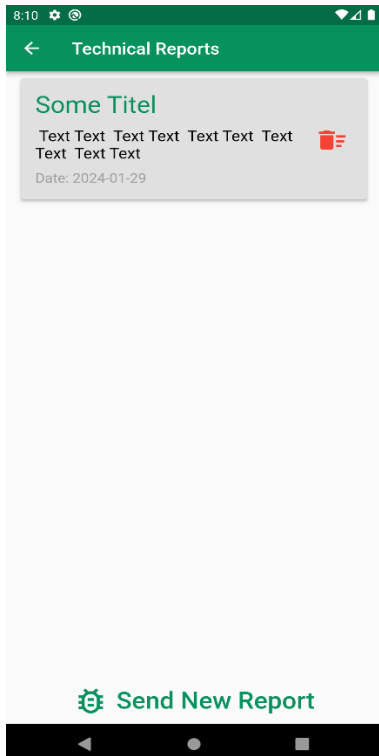 8:10
Technical Reports
Some Titel
Text Text Text Text Text Text Text
Text Text Text
Date: 2024-01-29
Send New Report